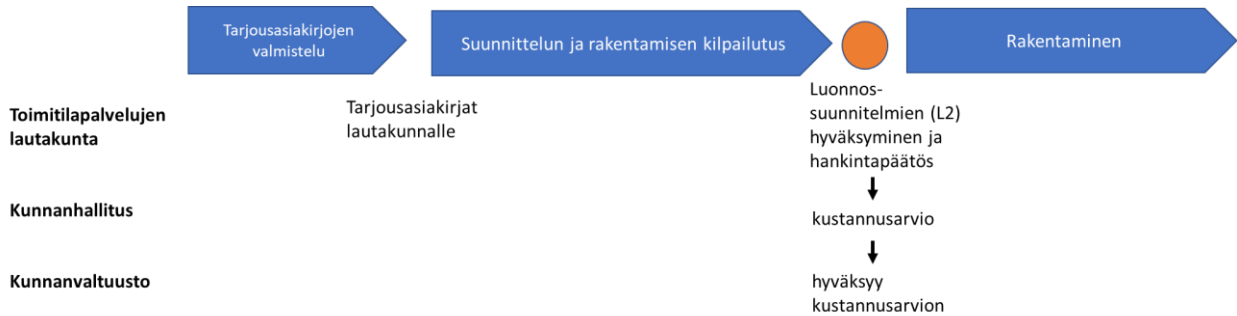 Tarjousasiakirjojen
valmistelu
Suunnittelun ja rakentamisen kilpailutus
Rakentaminen
Toimitilapalvelujen
lautakunta
Tarjousasiakirjat
lautakunnalle
Luonnos-
suunnitelmien (L2)
hyväksyminen ja
hankintapäätös
Kunnanhallitus
kustannusarvio
Kunnanvaltuusto
hyväksyy
kustannusarvion